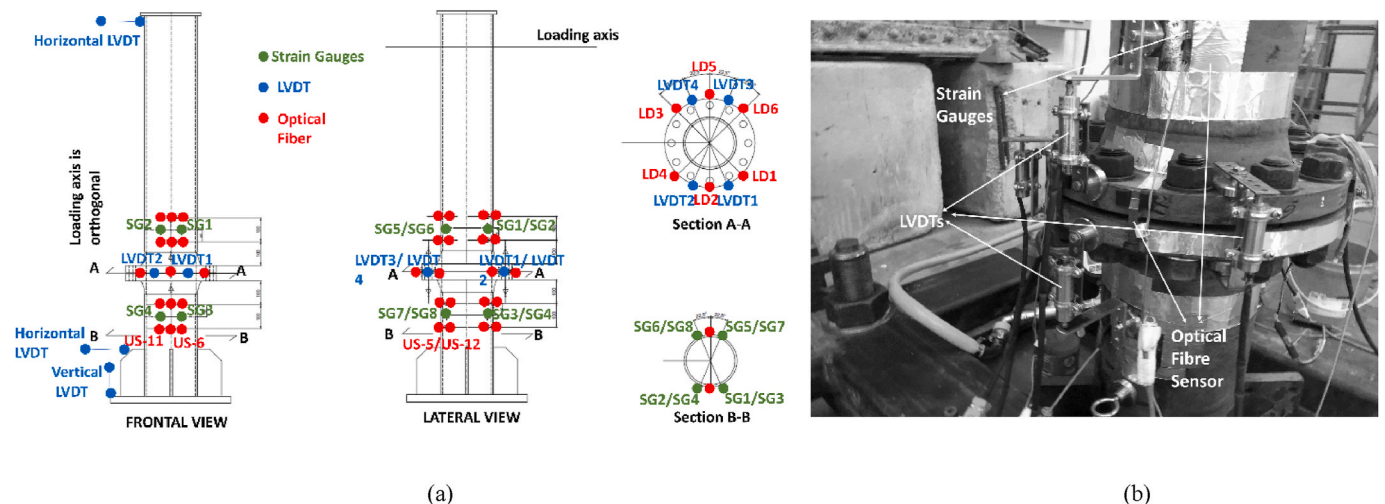 Horizontal LVDT
Strain Gauges
LVDT
Optical
Fiber
Loading axis is
orthogonal
SG2
SG1
LVDT2
LVDT1
A
A
SG4
SG3
B
B
US-11
US-6
Horizontal
LVDT
Vertical
LVDT
FRONTAL VIEW
Loading axis
SG5/SG6
SG1/SG2
LVDT3/ LVDT
4
LVDT1/ LVDT
2
A
A
SG7/SG8
SG3/SG4
B
B
US-5/US-12
LATERAL VIEW
LD5
LVDT4
LVDT3
LD3
LD6
LD4
LD1
LVDT2
LD2
LVDT1
Section A-A
SG6/SG8
SG5/SG7
SG2/SG4
SG1/SG3
Section B-B
(a)
Strain
Gauges
LVDTs
Optical
Fibre
Sensor
(b)